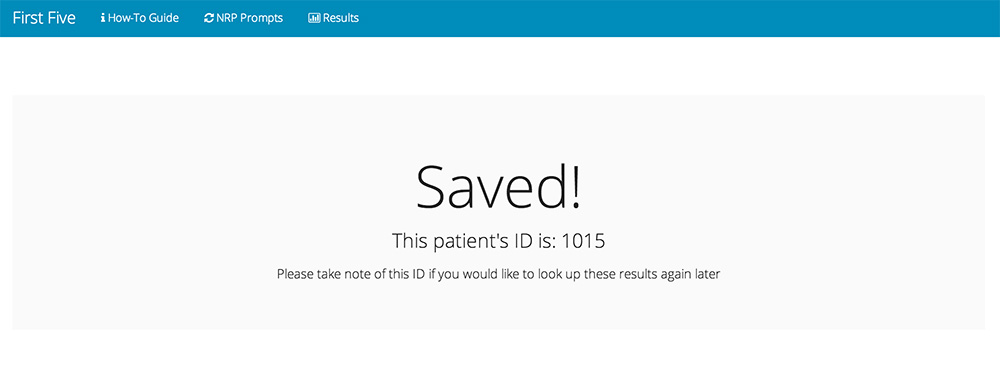 First Five How-To Guide NRP Prompts Results
Saved!
This patient's ID is: 1015
Please take note of this ID if you would like to look up these results again later